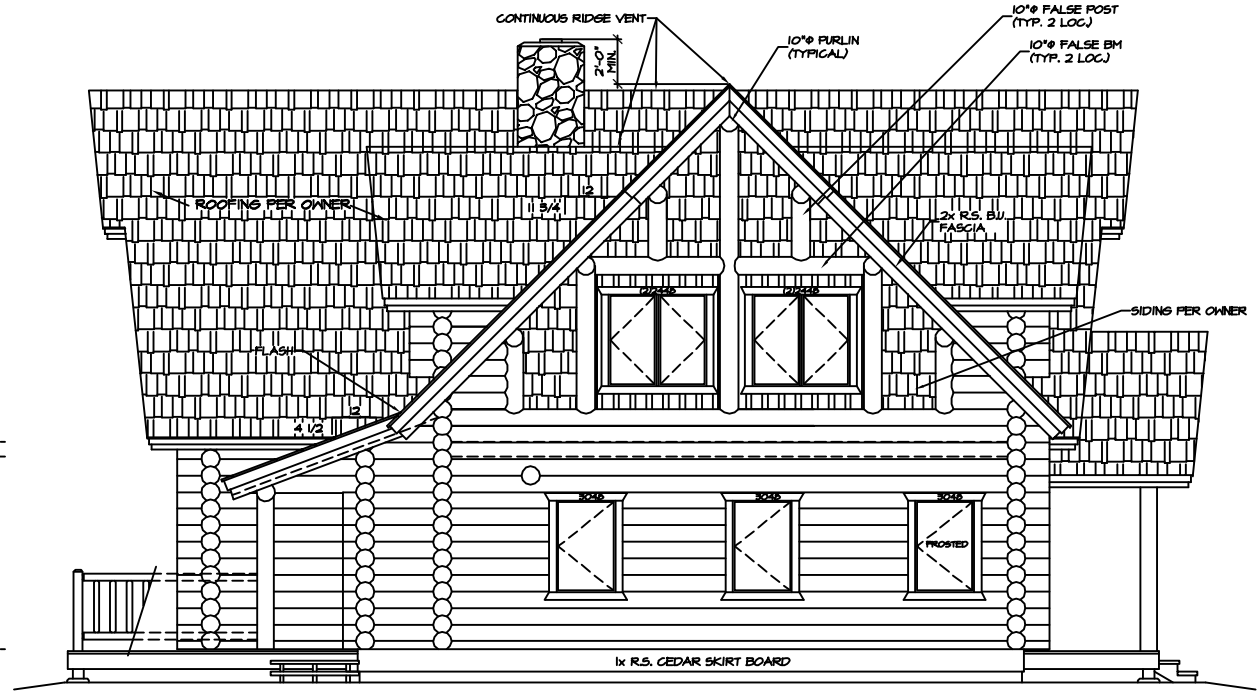 CONTINUOUS RIDGE VENT
10"Φ FALSE POST
(TYP. 2 LOC.)
10"Φ PURLIN
(TYPICAL)
10"Φ FALSE BM
(TYP. 2 LOC.)
2'-0"
MIN.
12
11 3/4
ROOFING PER OWNER
2x R.S. B.U.
FASCIA
(2)2448
(2)2448
SIDING PER OWNER
FLASH
12
4 1/2
3048
3048
3048
FROSTED
1x R.S. CEDAR SKIRT BOARD